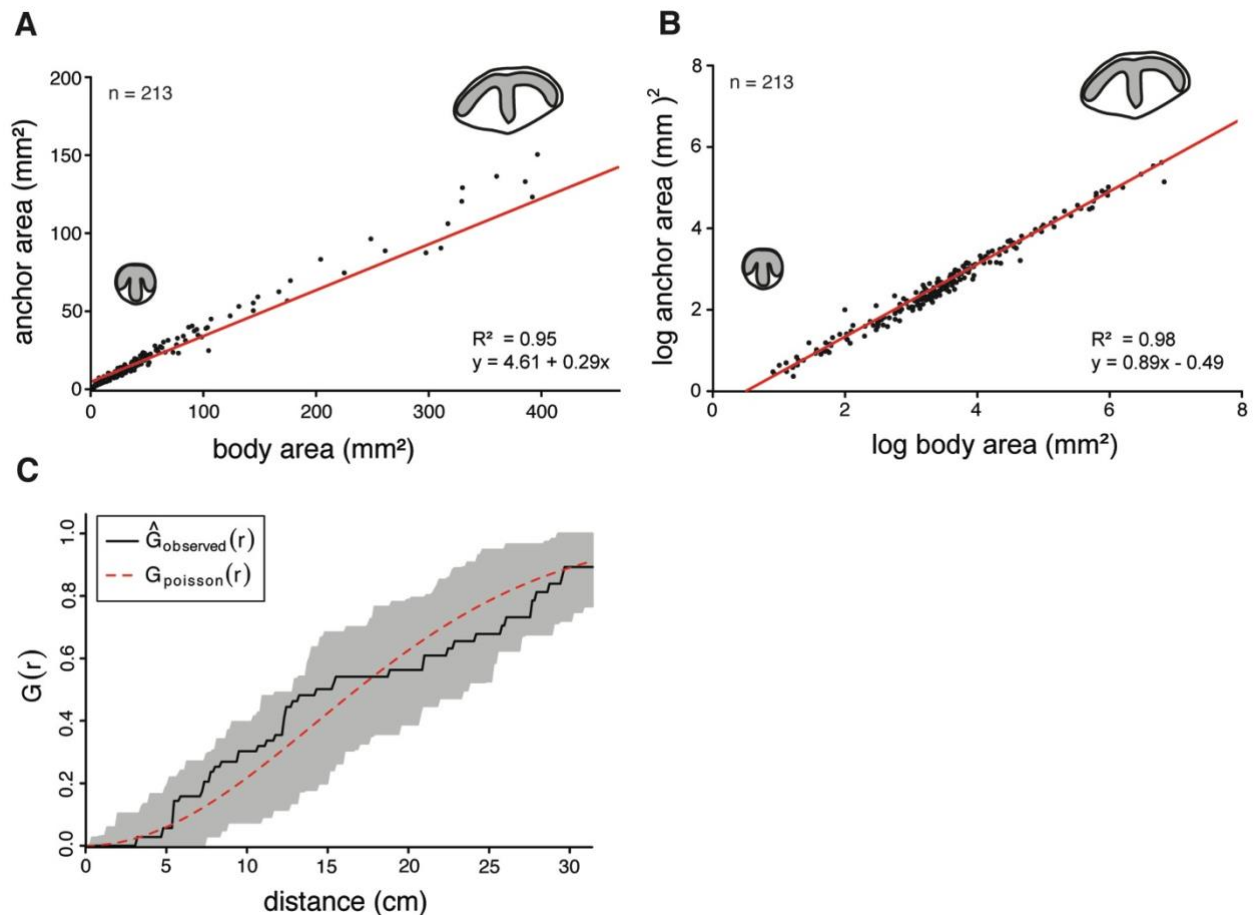 A
n = 213
200
150
100
50
0
anchor area (mm²)
R² = 0.95
y = 4.61 + 0.29x
0 100 200 300 400
body area (mm²)
B
n = 213
8
6
4
2
0
log anchor area (mm )²
R² = 0.98
y = 0.89x - 0.49
0 2 4 6 8
log body area (mm²)
C
Ĝobserved(r)
Gpoisson(r)
1.0
0.8
0.6
0.4
0.2
0.0
G(r)
0 5 10 15 20 25 30
distance (cm)